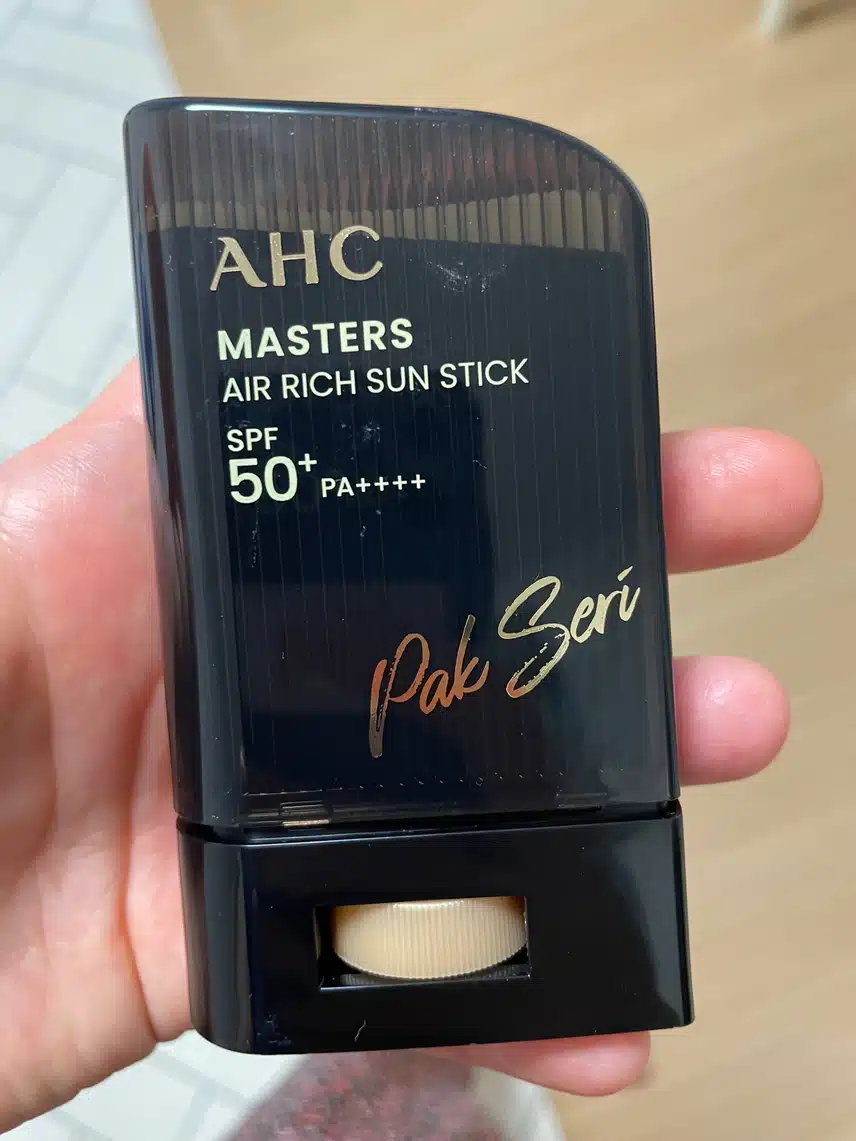 AHC
MASTERS
AIR RICH SUN STICK
SPF
50+ PA++++
Pak Seri